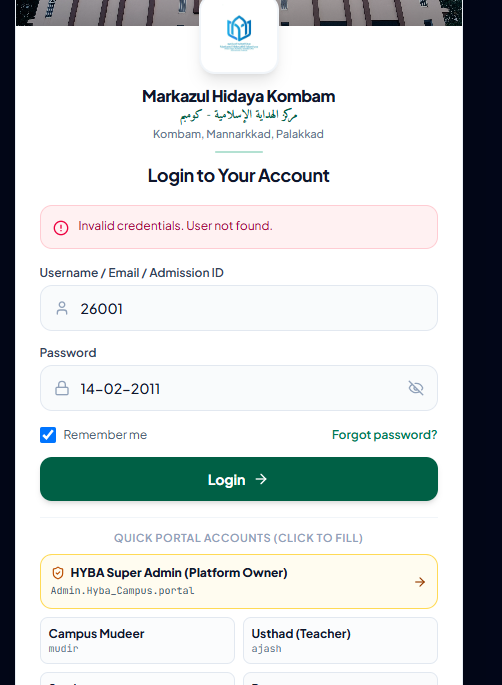 Markazul Hidaya Kombam
مركز الهداية الإسلامية - كومبم
Kombam, Mannarkkad, Palakkad
Login to Your Account
Invalid credentials. User not found.
Username / Email / Admission ID
26001
Password
14-02-2011
Remember me
Forgot password?
Login →
QUICK PORTAL ACCOUNTS (CLICK TO FILL)
HYBA Super Admin (Platform Owner)
Admin.Hyba_Campus.portal
Campus Mudeer
Usthad (Teacher)
mudir
ajash